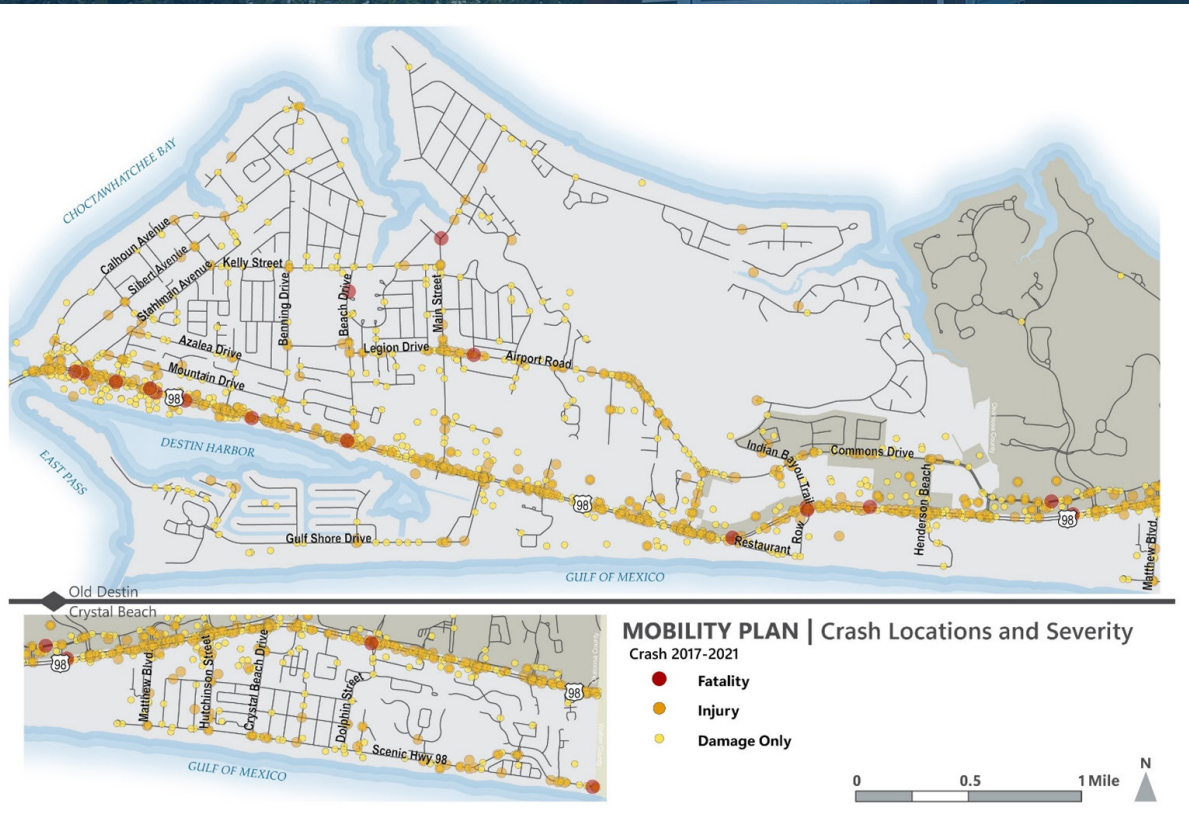 CHOCTAWHATCHEE BAY
Calhoun Avenue
Sibert Avenue
Stahlman Avenue
Kelly Street
Benning Drive
Beach Drive
Main Street
Azalea Drive
Legion Drive
Airport Road
Mountain Drive
98
DESTIN HARBOR
EAST PASS
Indian Bayou Trail
Commons Drive
Henderson Beach
98
98
Gulf Shore Drive
Restaurant Row
Matthew Blvd
GULF OF MEXICO
Old Destin
Crystal Beach
98
Matthew Blvd
Hutchinson Street
Crystal Beach Drive
Dolphin Street
98
Scenic Hwy 98
GULF OF MEXICO
MOBILITY PLAN | Crash Locations and Severity
Crash 2017-2021
Fatality
Injury
Damage Only
0 0.5 1 Mile
N